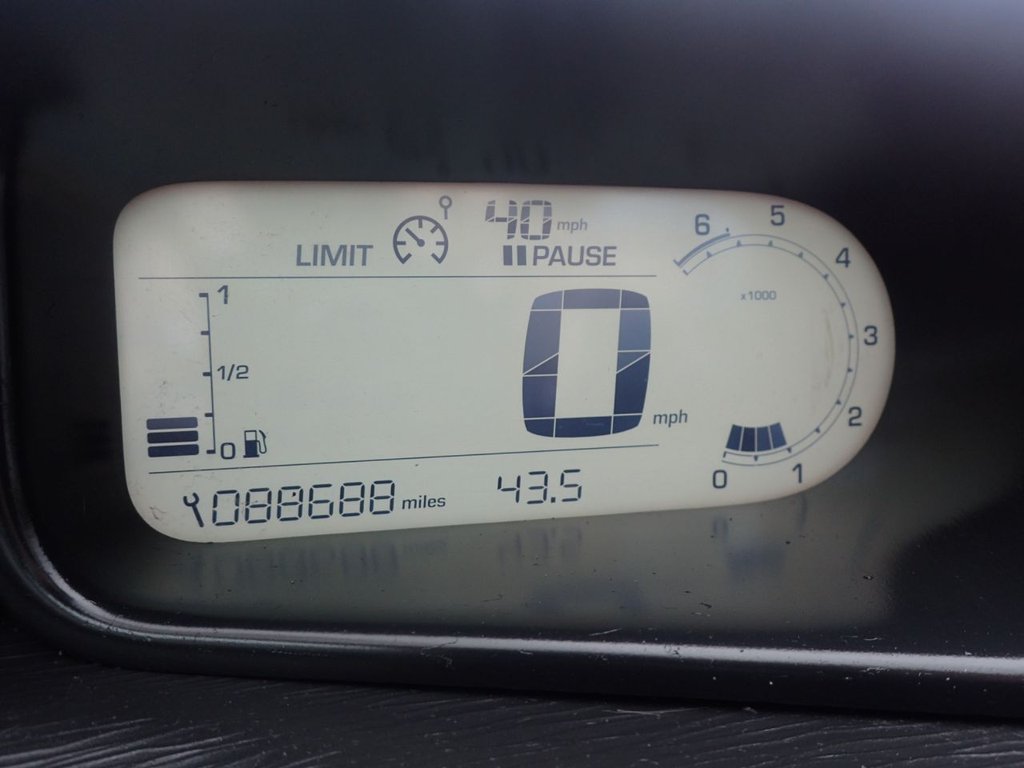 LIMIT 40 mph
PAUSE
1
1/2
0
0 mph
6 5 4 3 2 1 0
x1000
088688 miles 43.5